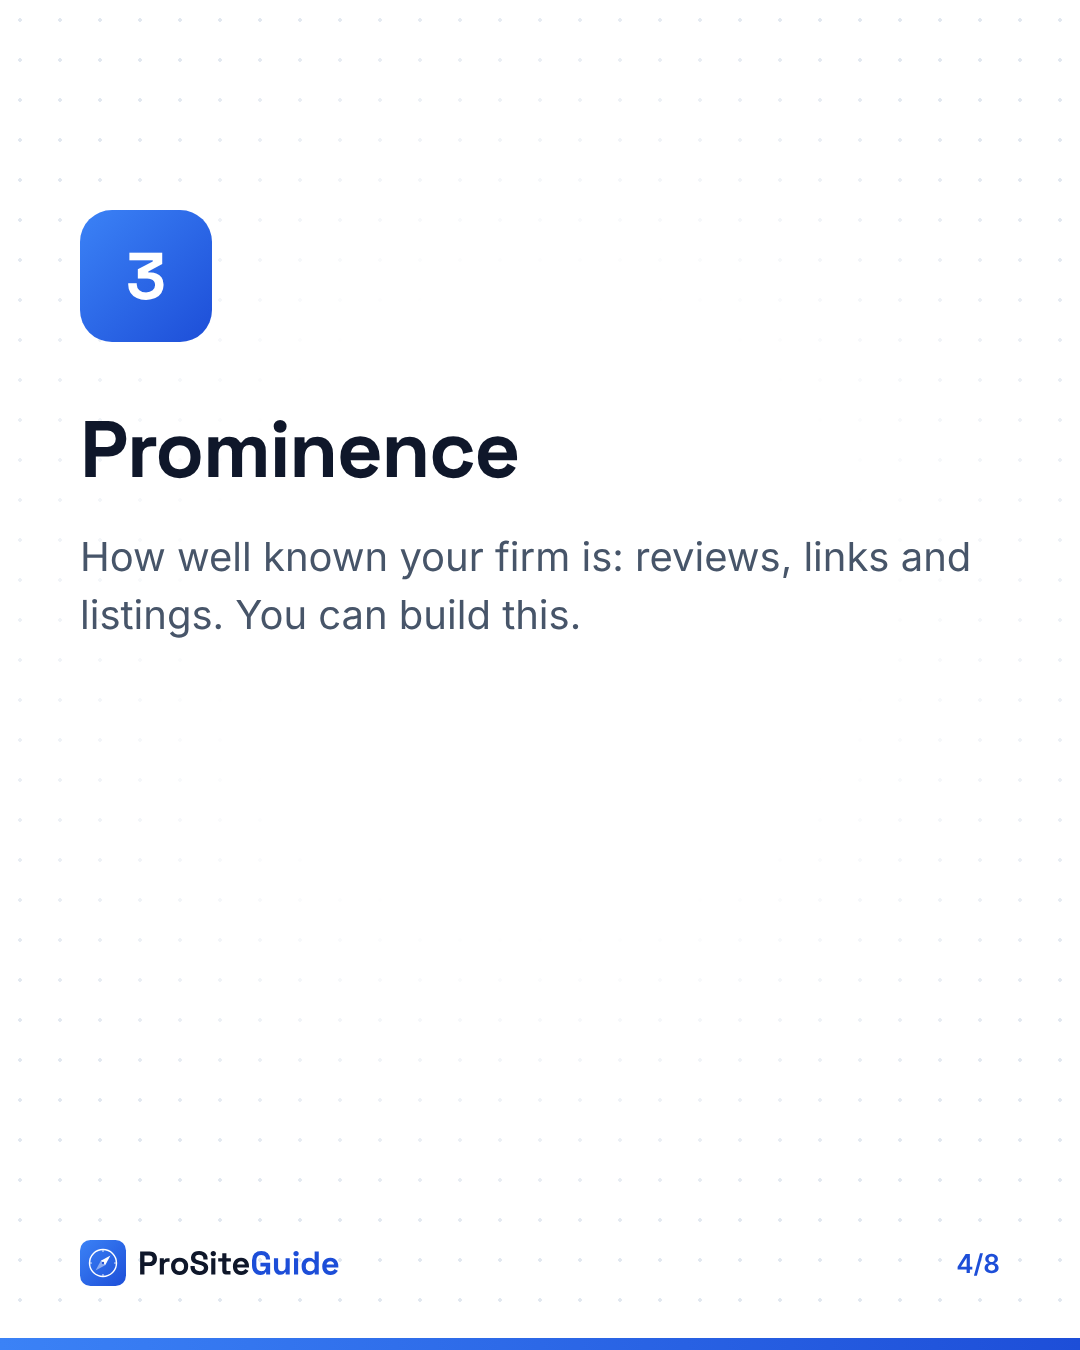 3
Prominence
How well known your firm is: reviews, links and
listings. You can build this.
ProSiteGuide
4/8